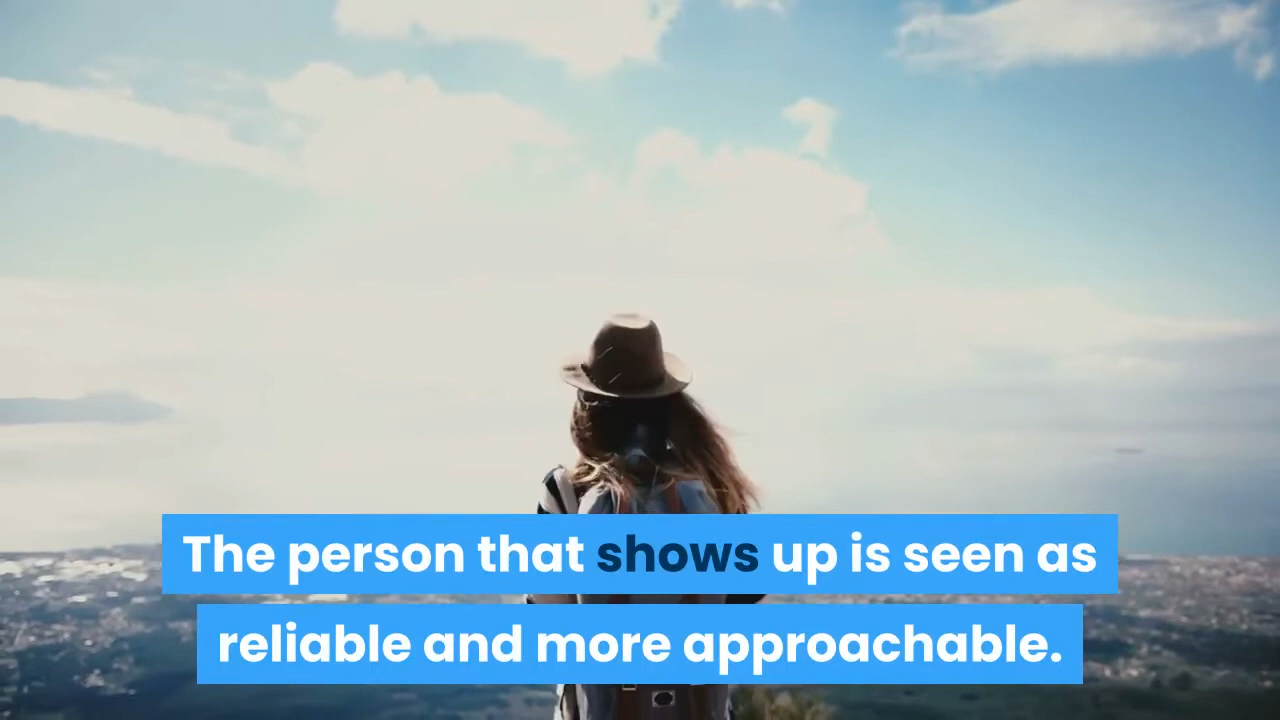 The person that shows up is seen as
reliable and more approachable.